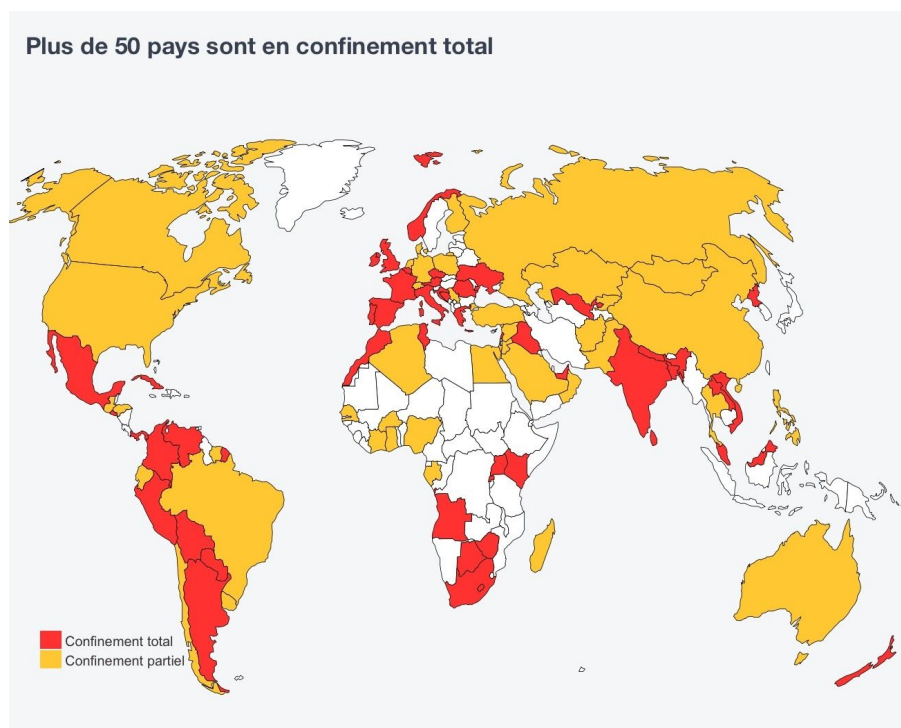 Plus de 50 pays sont en confinement total
Confinement total
Confinement partiel